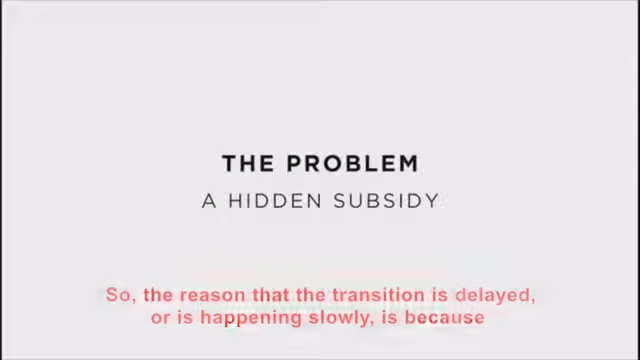 THE PROBLEM
A HIDDEN SUBSIDY
So, the reason that the transition is delayed,
or is happening slowly, is because